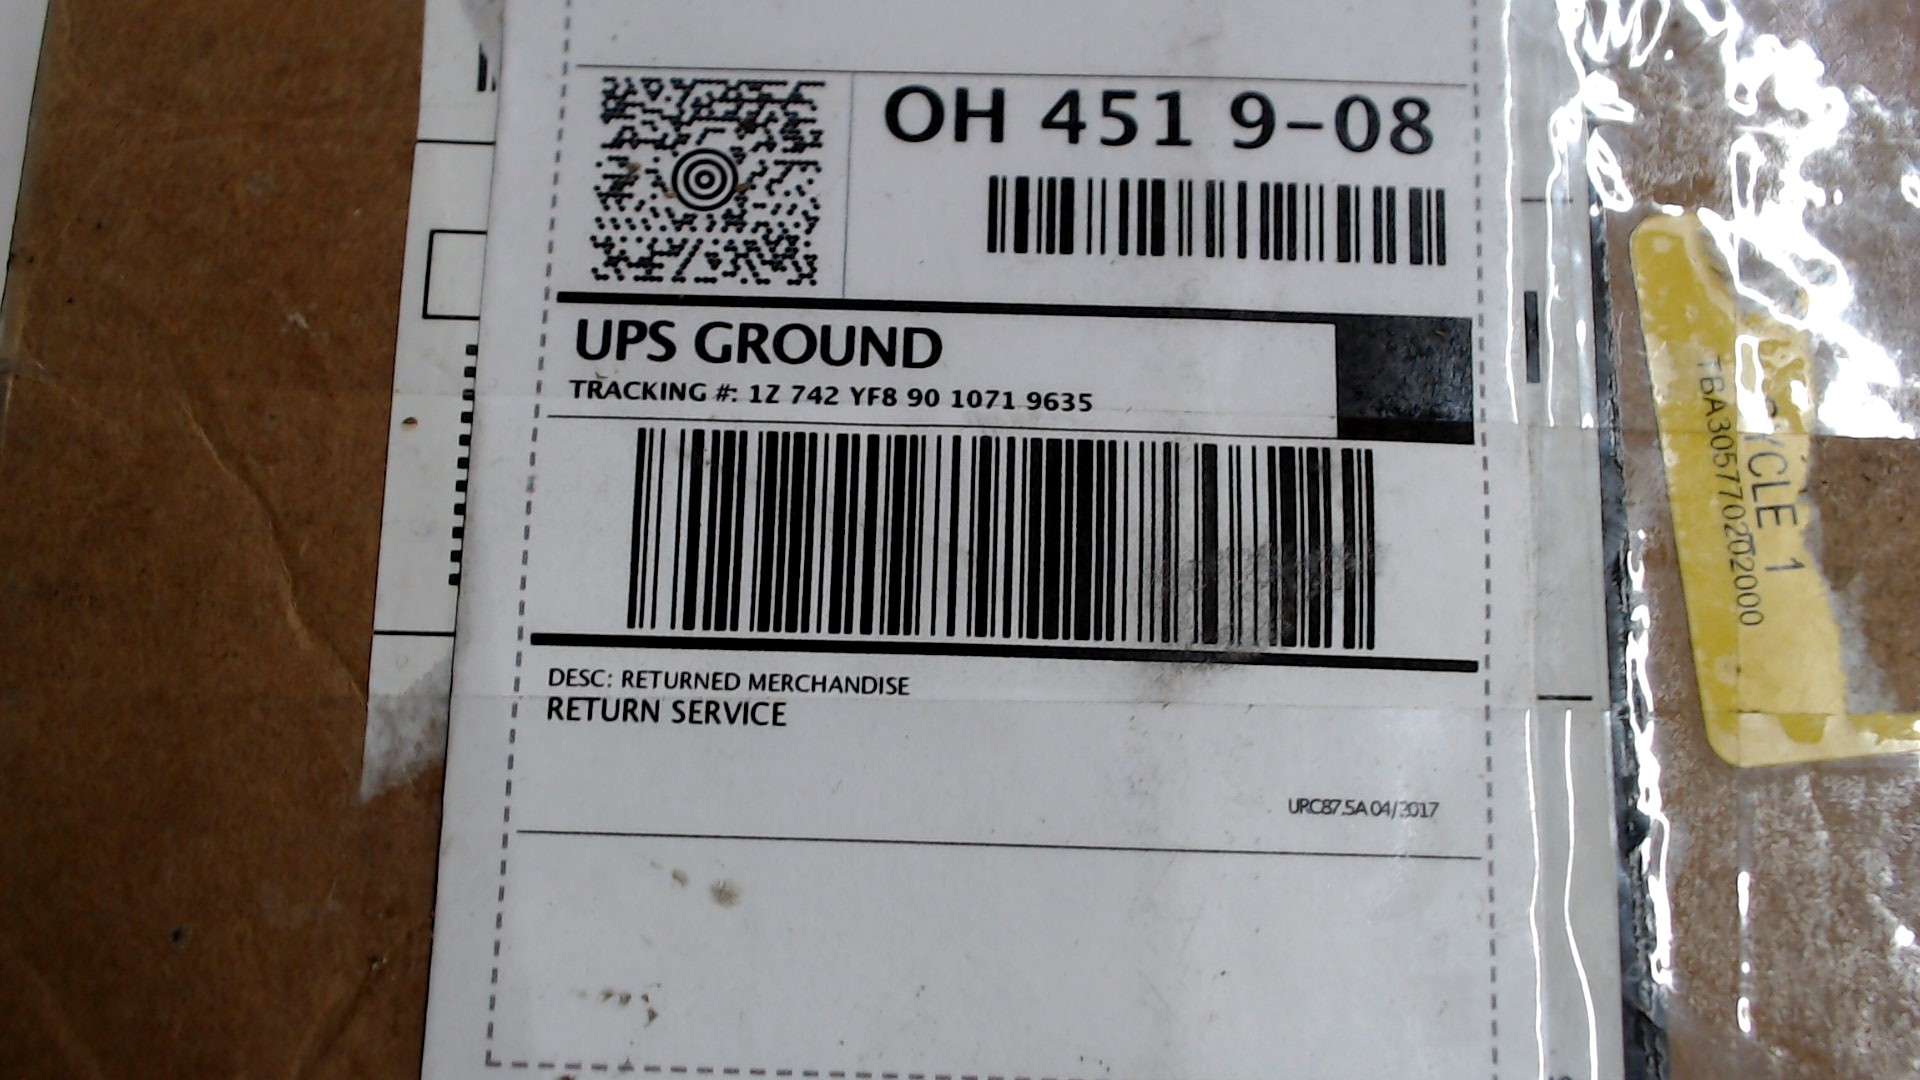 OH 451 9-08
UPS GROUND
TRACKING #: 1Z 742 YF8 90 1071 9635
DESC: RETURNED MERCHANDISE
RETURN SERVICE
URC87.5A 04/2017
CYCLE 1
TBA305770202000